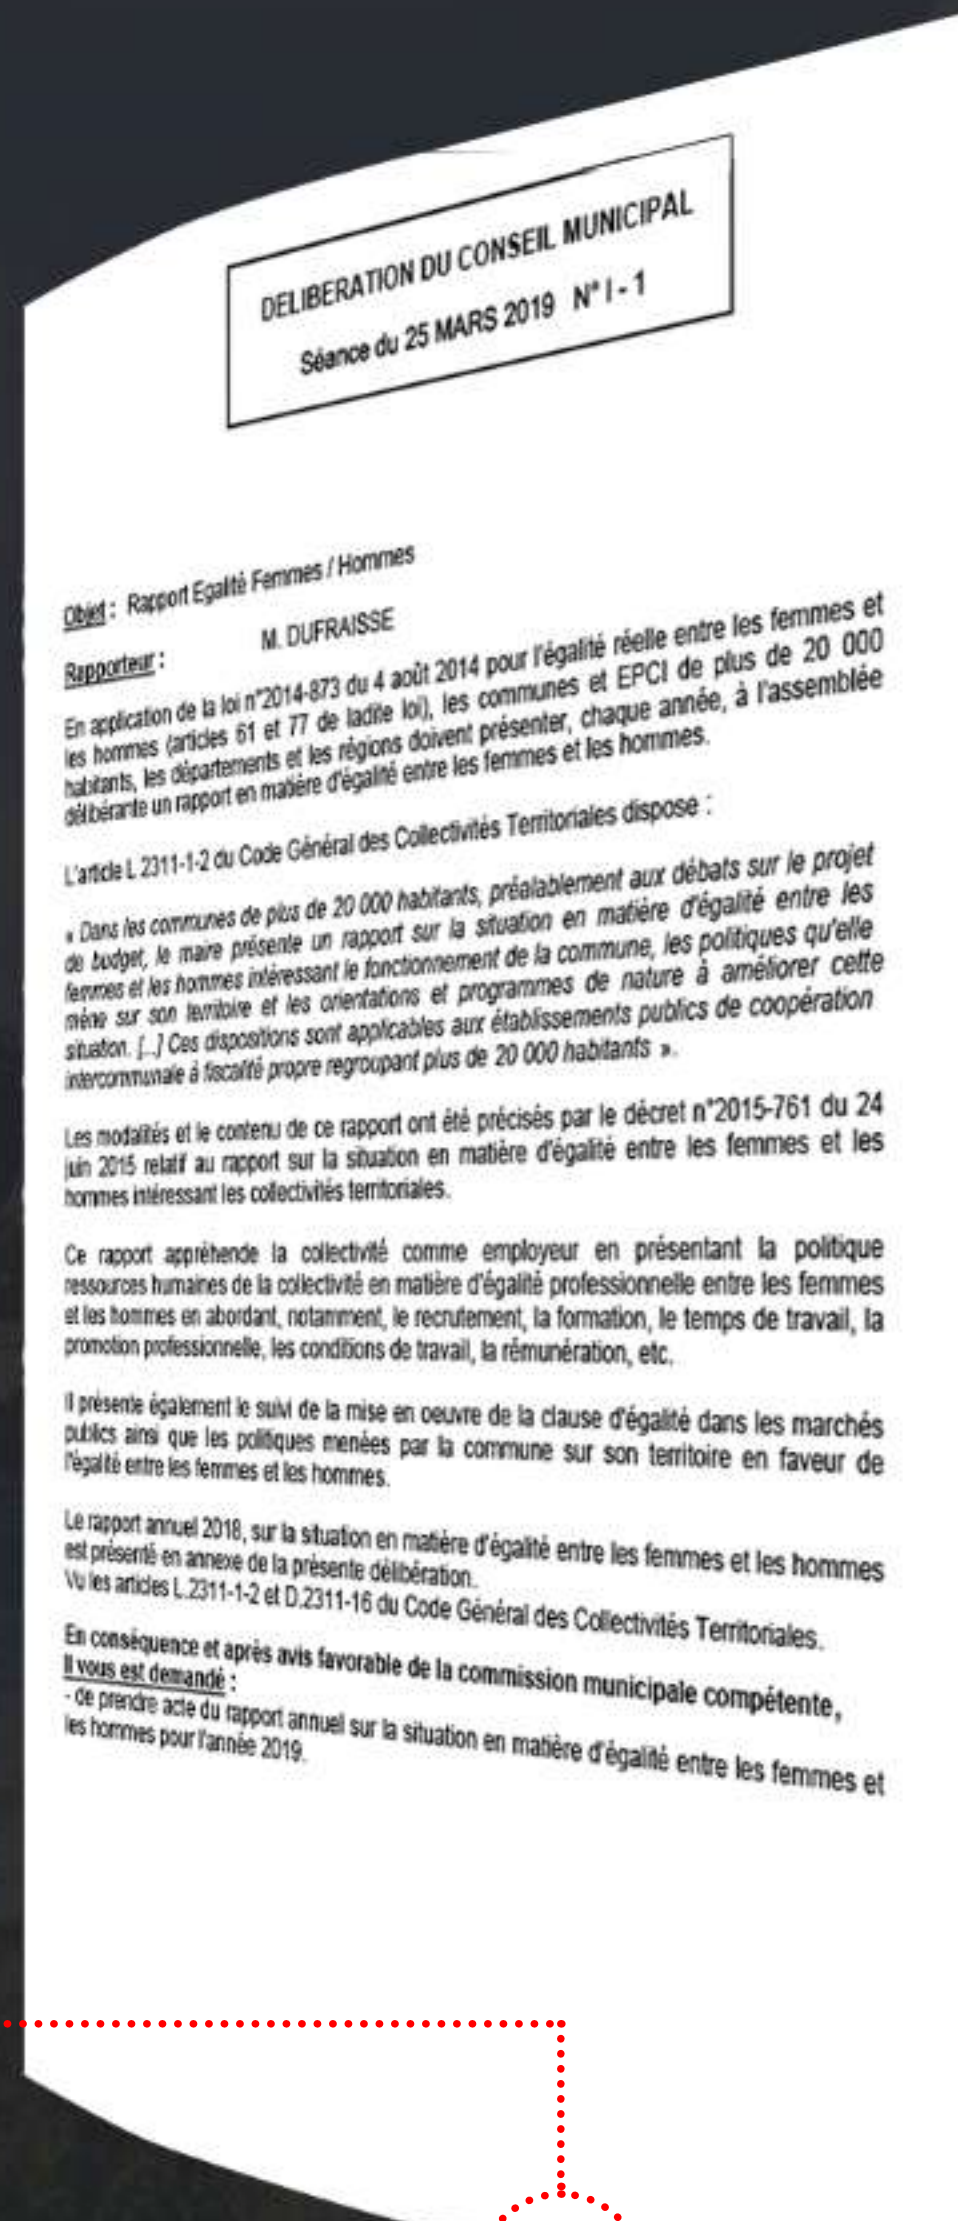 DELIBERATION DU CONSEIL MUNICIPAL
Séance du 25 MARS 2019 N° I - 1
Objet : Rapport Egalité Femmes / Hommes
Rapporteur : M. DUFRAISSE
En application de la loi n°2014-873 du 4 août 2014 pour l'égalité réelle entre les femmes et
les hommes (articles 61 et 77 de ladite loi), les communes et EPCI de plus de 20 000
habitants, les départements et les régions doivent présenter, chaque année, à l'assemblée
délibérante un rapport en matière d'égalité entre les femmes et les hommes.
L'article L 2311-1-2 du Code Général des Collectivités Territoriales dispose :
« Dans les communes de plus de 20 000 habitants, préalablement aux débats sur le projet
de budget, le maire présente un rapport sur la situation en matière d'égalité entre les
femmes et les hommes intéressant le fonctionnement de la commune, les politiques qu'elle
mène sur son territoire et les orientations et programmes de nature à améliorer cette
situation. [...] Ces dispositions sont applicables aux établissements publics de coopération
intercommunale à fiscalité propre regroupant plus de 20 000 habitants ».
Les modalités et le contenu de ce rapport ont été précisés par le décret n°2015-761 du 24
juin 2015 relatif au rapport sur la situation en matière d'égalité entre les femmes et les
hommes intéressant les collectivités territoriales.
Ce rapport appréhende la collectivité comme employeur en présentant la politique
ressources humaines de la collectivité en matière d'égalité professionnelle entre les femmes
et les hommes en abordant, notamment, le recrutement, la formation, le temps de travail, la
promotion professionnelle, les conditions de travail, la rémunération, etc.
Il présente également le suivi de la mise en oeuvre de la clause d'égalité dans les marchés
publics ainsi que les politiques menées par la commune sur son territoire en faveur de
l'égalité entre les femmes et les hommes.
Le rapport annuel 2018, sur la situation en matière d'égalité entre les femmes et les hommes
est présenté en annexe de la présente délibération.
Vu les articles L.2311-1-2 et D.2311-16 du Code Général des Collectivités Territoriales.
En conséquence et après avis favorable de la commission municipale compétente,
Il vous est demandé :
- de prendre acte du rapport annuel sur la situation en matière d'égalité entre les femmes et
les hommes pour l'année 2019.